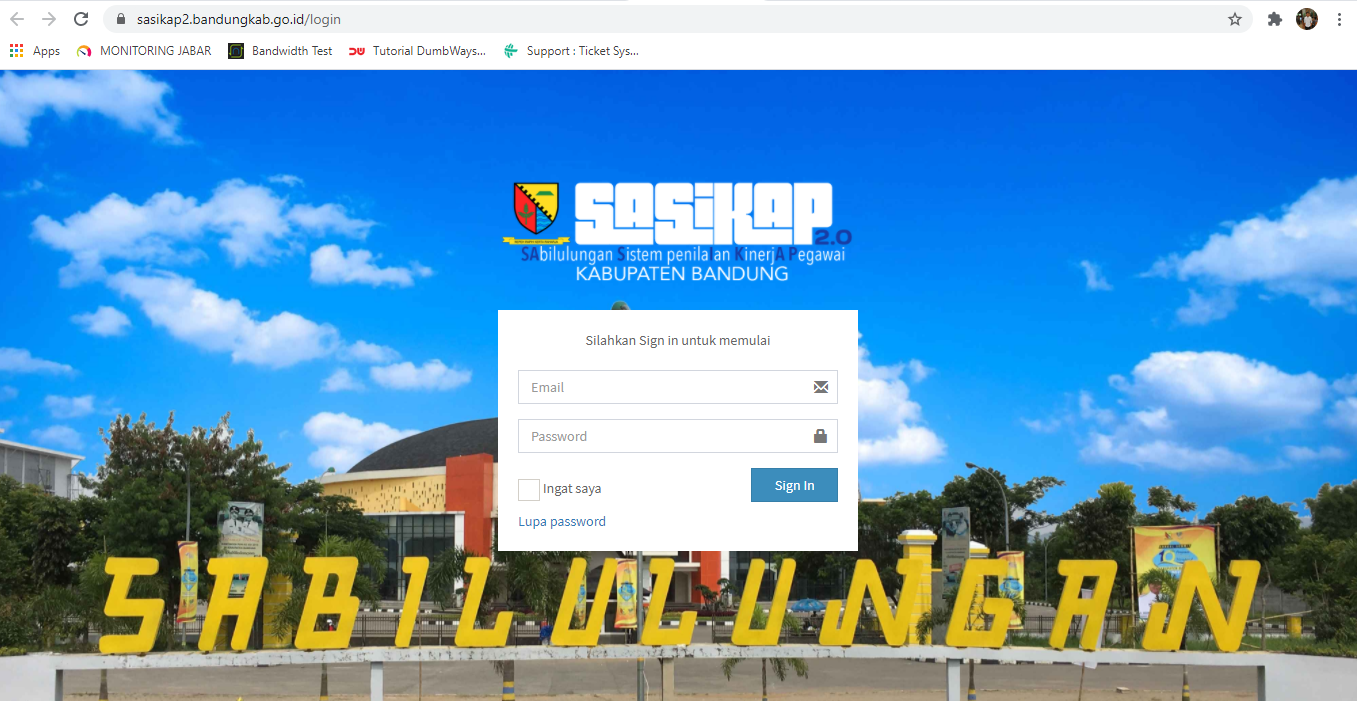 sasikap2.bandungkab.go.id/login
Apps MONITORING JABAR Bandwidth Test Tutorial DumbWays... Support : Ticket Sys...
SASiKAP
2.0
SAbilulungan Sistem penilaIan KinerjA Pegawai
KABUPATEN BANDUNG
Silahkan Sign in untuk memulai
Email
Password
Ingat saya
Sign In
Lupa password
SABILULUNGAN